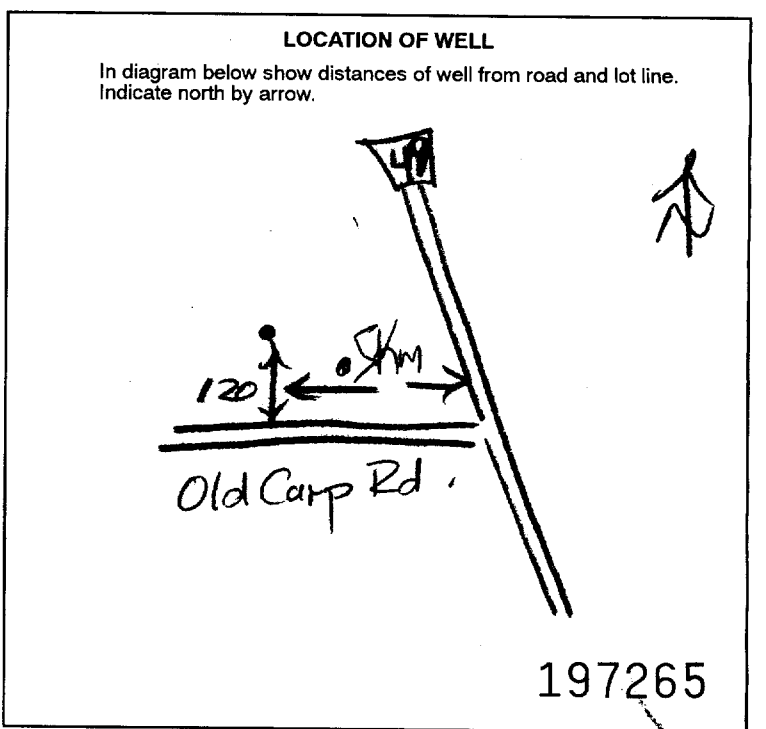 LOCATION OF WELL
In diagram below show distances of well from road and lot line.
Indicate north by arrow.
N
.5Km
120
Old Carp Rd.
197265